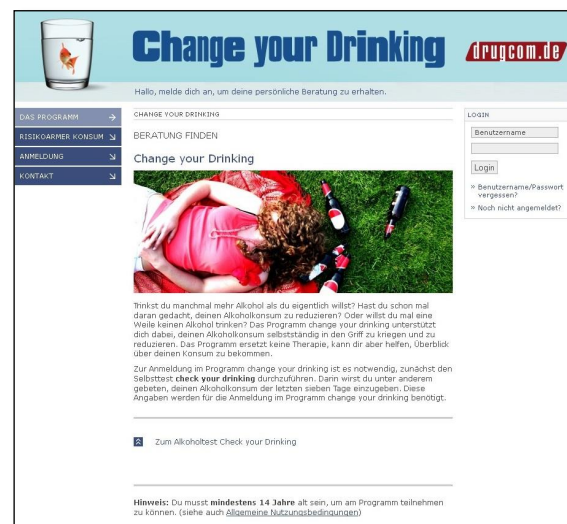 Change your Drinking
drugcom.de
Hallo, melde dich an, um deine persönliche Beratung zu erhalten.
DAS PROGRAMM
RISIKOARMER KONSUM
ANMELDUNG
KONTAKT
CHANGE YOUR DRINKING
BERATUNG FINDEN
Change your Drinking
Trinkst du manchmal mehr Alkohol als du eigentlich willst? Hast du schon mal
daran gedacht, deinen Alkoholkonsum zu reduzieren? Oder willst du mal eine
Weile keinen Alkohol trinken? Das Programm change your drinking unterstützt
dich dabei, deinen Alkoholkonsum selbstständig in den Griff zu kriegen und zu
reduzieren. Das Programm ersetzt keine Therapie, kann dir aber helfen, Überblick
über deinen Konsum zu bekommen.
Zur Anmeldung im Programm change your drinking ist es notwendig, zunächst den
Selbsttest check your drinking durchzuführen. Darin wirst du unter anderem
gebeten, deinen Alkoholkonsum der letzten sieben Tage einzugeben. Diese
Angaben werden für die Anmeldung im Programm change your drinking benötigt.
Zum Alkoholtest Check your Drinking
Hinweis: Du musst mindestens 14 Jahre alt sein, um am Programm teilnehmen
zu können. (siehe auch Allgemeine Nutzungsbedingungen)
LOGIN
Benutzername
Login
» Benutzername/Passwort
vergessen?
» Noch nicht angemeldet?